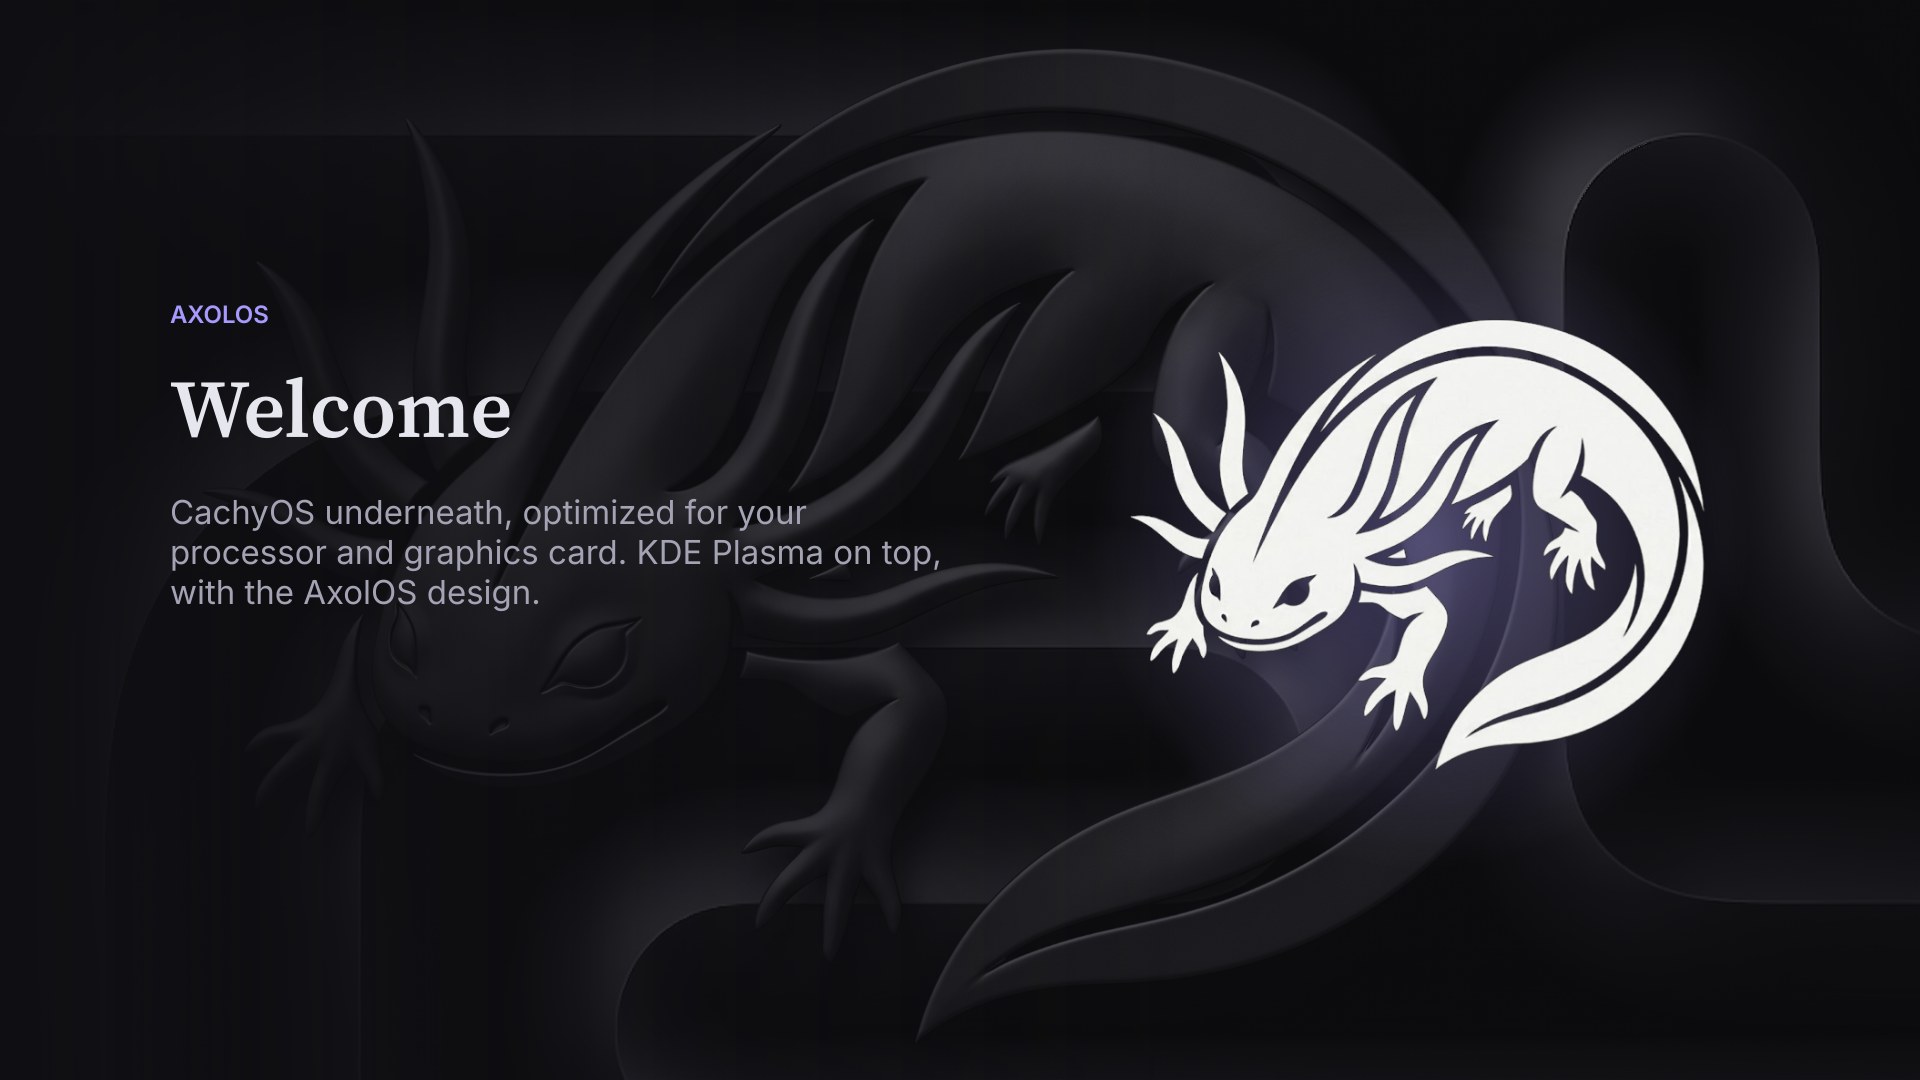 AXOLOS
Welcome
CachyOS underneath, optimized for your
processor and graphics card. KDE Plasma on top,
with the AxolOS design.